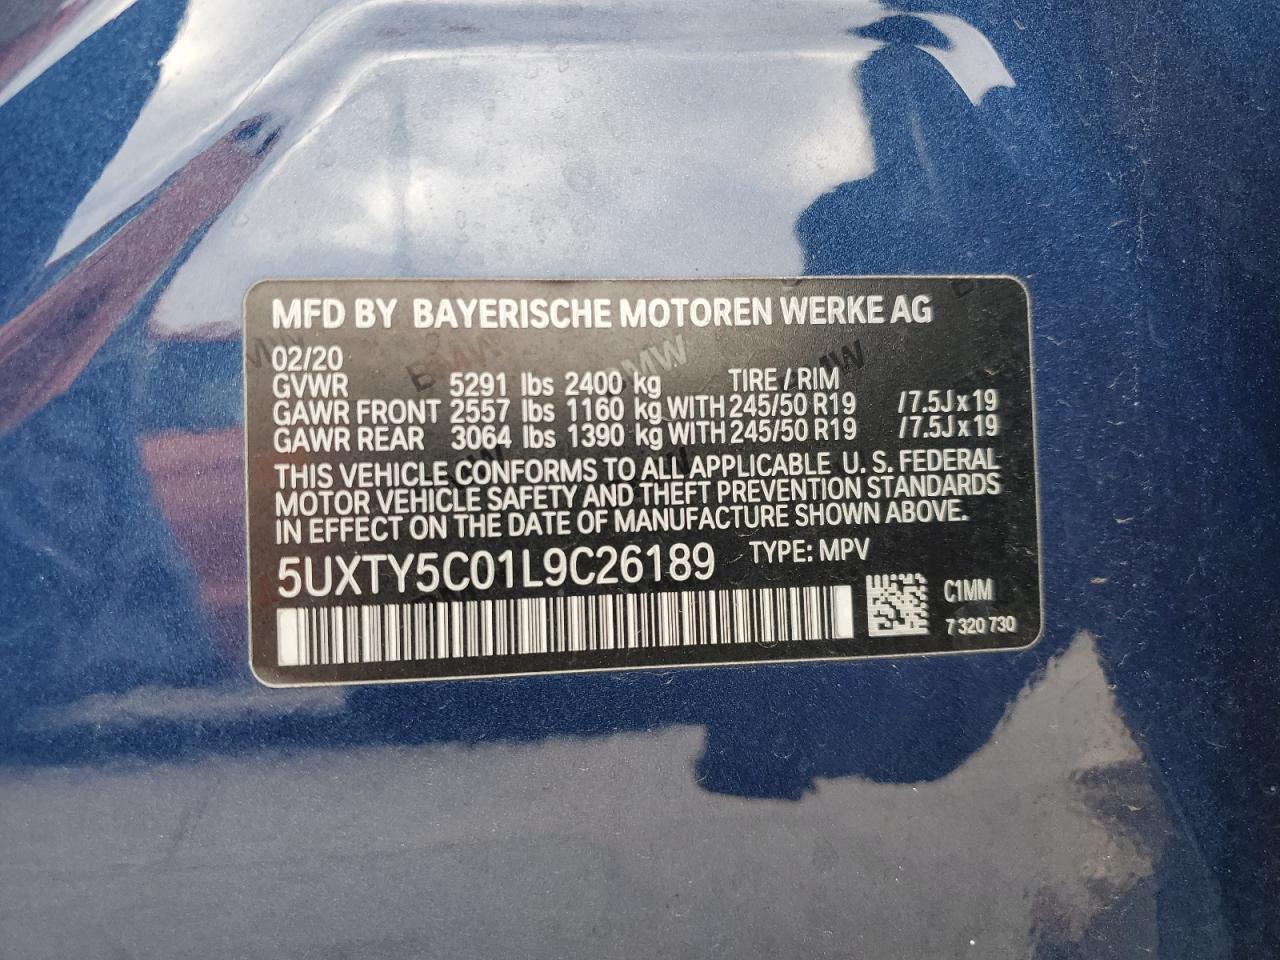 MFD BY BAYERISCHE MOTOREN WERKE AG
02/20
GVWR 5291 lbs 2400 kg TIRE / RIM
GAWR FRONT 2557 lbs 1160 kg WITH 245/50 R19 /7.5J x 19
GAWR REAR 3064 lbs 1390 kg WITH 245/50 R19 /7.5J x 19
THIS VEHICLE CONFORMS TO ALL APPLICABLE U. S. FEDERAL
MOTOR VEHICLE SAFETY AND THEFT PREVENTION STANDARDS
IN EFFECT ON THE DATE OF MANUFACTURE SHOWN ABOVE.
5UXTY5C01L9C26189 TYPE: MPV
C1MM
7 320 730